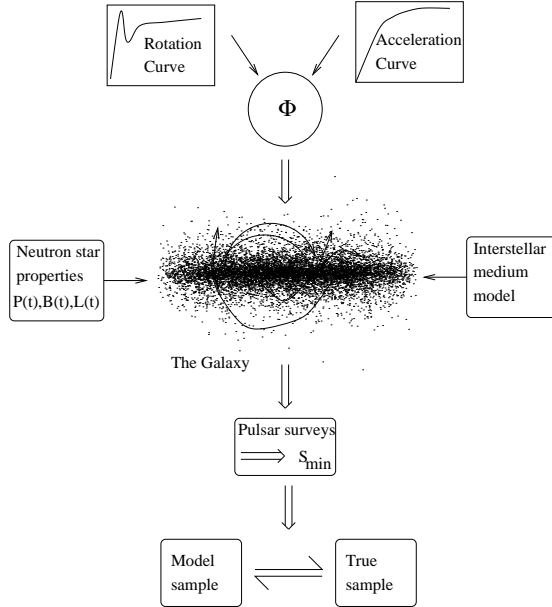 Rotation
Curve
Acceleration
Curve
Φ
Neutron star
properties
P(t),B(t),L(t)
Interstellar
medium
model
The Galaxy
Pulsar surveys
S_min
Model
sample
True
sample